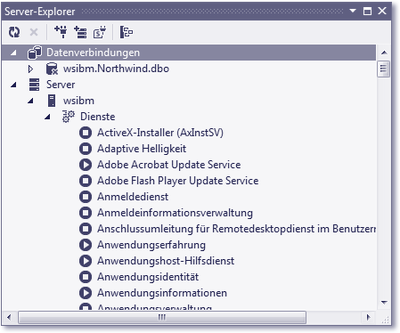 Server-Explorer
Datenverbindungen
wsibm.Northwind.dbo
Server
wsibm
Dienste
ActiveX-Installer (AxInstSV)
Adaptive Helligkeit
Adobe Acrobat Update Service
Adobe Flash Player Update Service
Anmeldedienst
Anmeldeinformationsverwaltung
Anschlussumleitung für Remotedesktopdienst im Benutzern
Anwendungserfahrung
Anwendungshost-Hilfsdienst
Anwendungsidentität
Anwendungsinformationen
Anwendungsverwaltung